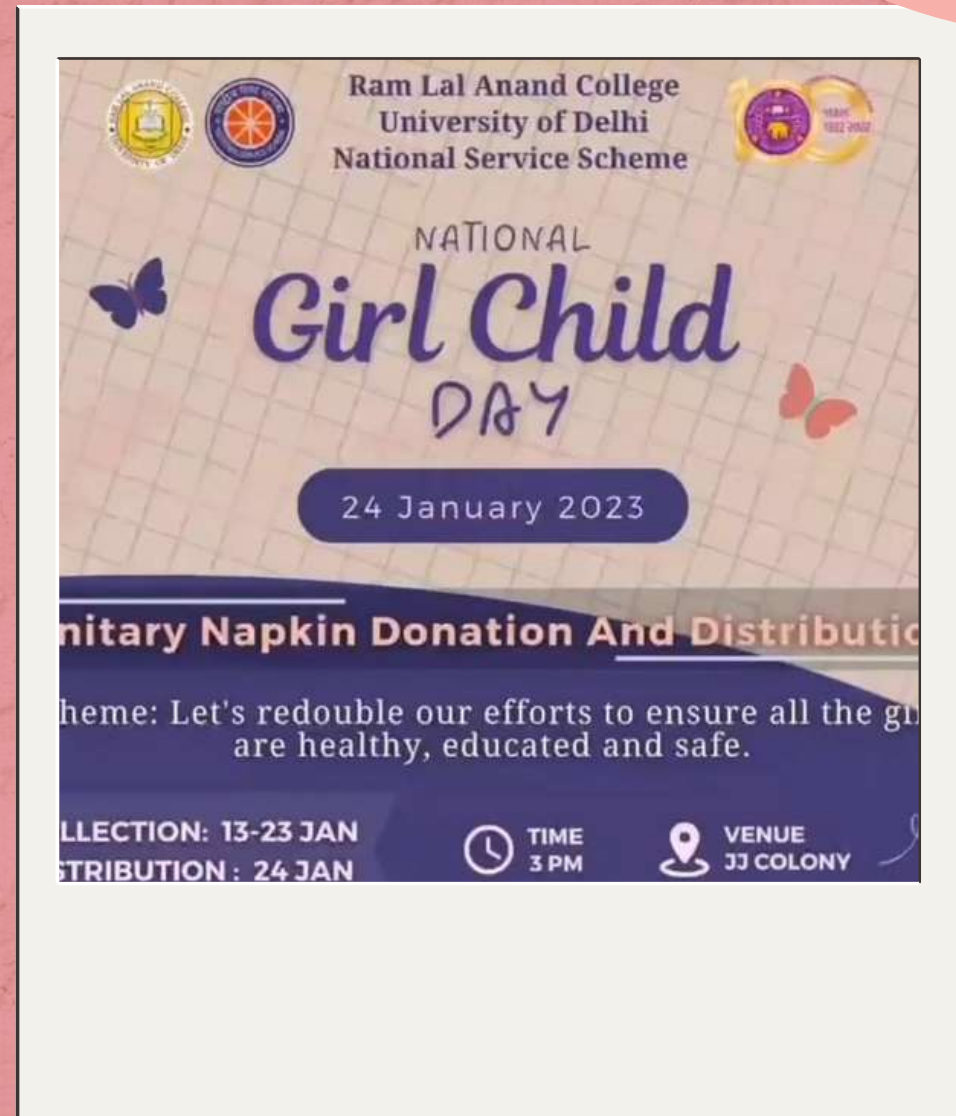 Ram Lal Anand College
University of Delhi
National Service Scheme
NATIONAL
Girl Child
DAY
24 January 2023
nitary Napkin Donation And Distributio
heme: Let's redouble our efforts to ensure all the gi
are healthy, educated and safe.
LLECTION: 13-23 JAN
STRIBUTION : 24 JAN
TIME
3 PM
VENUE
JJ COLONY